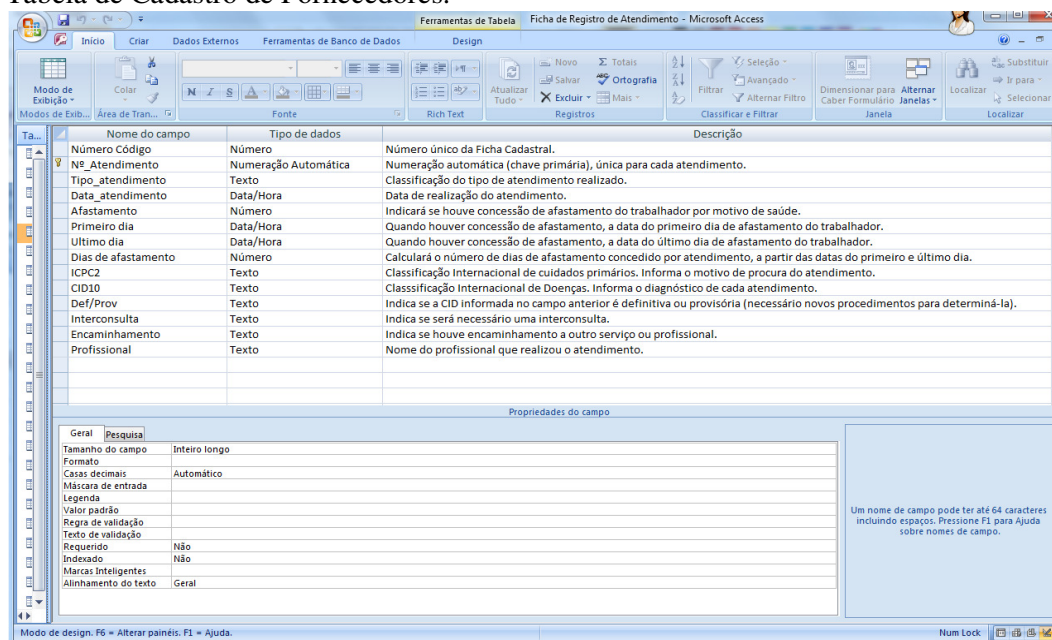 Tabela de Cadastro de Fornecedores.
Ferramentas de Tabela Ficha de Registro de Atendimento - Microsoft Access
Início Criar Dados Externos Ferramentas de Banco de Dados Design
Modo de Exibição
Colar
N I S A
Atualizar Tudo
Novo
Salvar
Excluir
Totais
Ortografia
Mais
Filtrar
Seleção
Avançado
Alternar Filtro
Dimensionar para Caber Formulário
Alternar Janelas
Localizar
Substituir
Ir para
Selecionar
Modos de Exib... Área de Tran... Fonte Rich Text Registros Classificar e Filtrar Janela Localizar
Ta... Nome do campo Tipo de dados Descrição
Número Código Número Número único da Ficha Cadastral.
Nº_Atendimento Numeração Automática Numeração automática (chave primária), única para cada atendimento.
Tipo_atendimento Texto Classificação do tipo de atendimento realizado.
Data_atendimento Data/Hora Data de realização do atendimento.
Afastamento Número Indicará se houve concessão de afastamento do trabalhador por motivo de saúde.
Primeiro dia Data/Hora Quando houver concessão de afastamento, a data do primeiro dia de afastamento do trabalhador.
Ultimo dia Data/Hora Quando houver concessão de afastamento, a data do último dia de afastamento do trabalhador.
Dias de afastamento Número Calculará o número de dias de afastamento concedido por atendimento, a partir das datas do primeiro e último dia.
ICPC2 Texto Classificação Internacional de cuidados primários. Informa o motivo de procura do atendimento.
CID10 Texto Classsificação Internacional de Doenças. Informa o diagnóstico de cada atendimento.
Def/Prov Texto Indica se a CID informada no campo anterior é definitiva ou provisória (necessário novos procedimentos para determiná-la).
Interconsulta Texto Indica se será necessário uma interconsulta.
Encaminhamento Texto Indica se houve encaminhamento a outro serviço ou profissional.
Profissional Texto Nome do profissional que realizou o atendimento.
Propriedades do campo
Geral Pesquisa
Tamanho do campo Inteiro longo
Formato
Casas decimais Automático
Máscara de entrada
Legenda
Valor padrão
Regra de validação
Texto de validação
Requerido Não
Indexado Não
Marcas Inteligentes
Alinhamento do texto Geral
Um nome de campo pode ter até 64 caracteres
incluindo espaços. Pressione F1 para Ajuda
sobre nomes de campo.
Modo de design. F6 = Alterar painéis. F1 = Ajuda. Num Lock